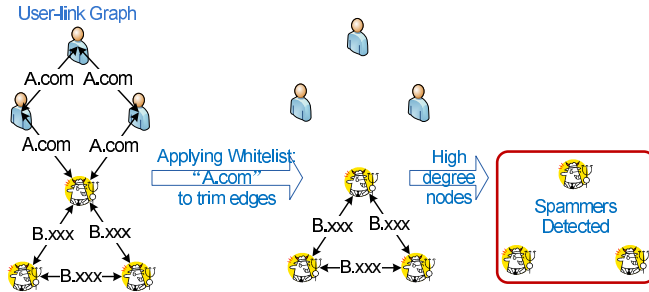 User-link Graph
A.com A.com
A.com A.com
Applying Whitelist:
"A.com"
to trim edges
High
degree
nodes
B.xxx B.xxx
B.xxx
B.xxx B.xxx
B.xxx
Spammers
Detected